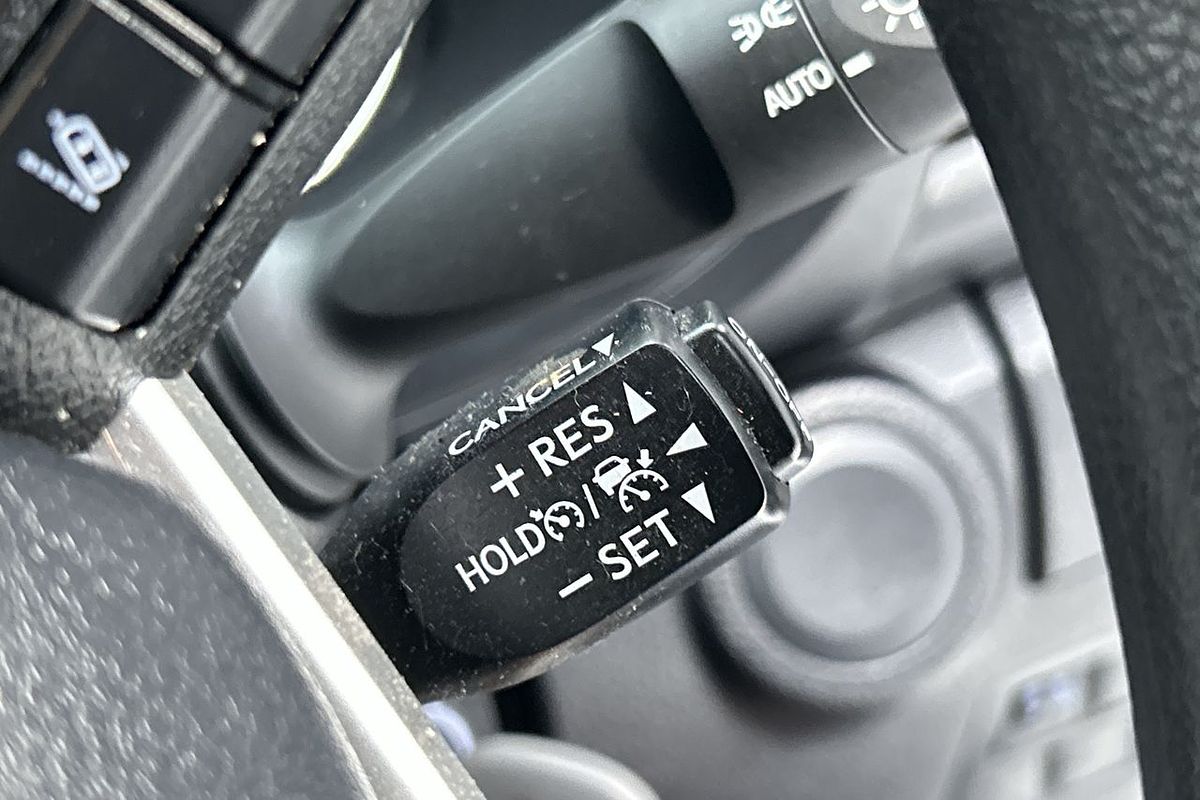 AUTO
CANCEL
+ RES
HOLD /
− SET